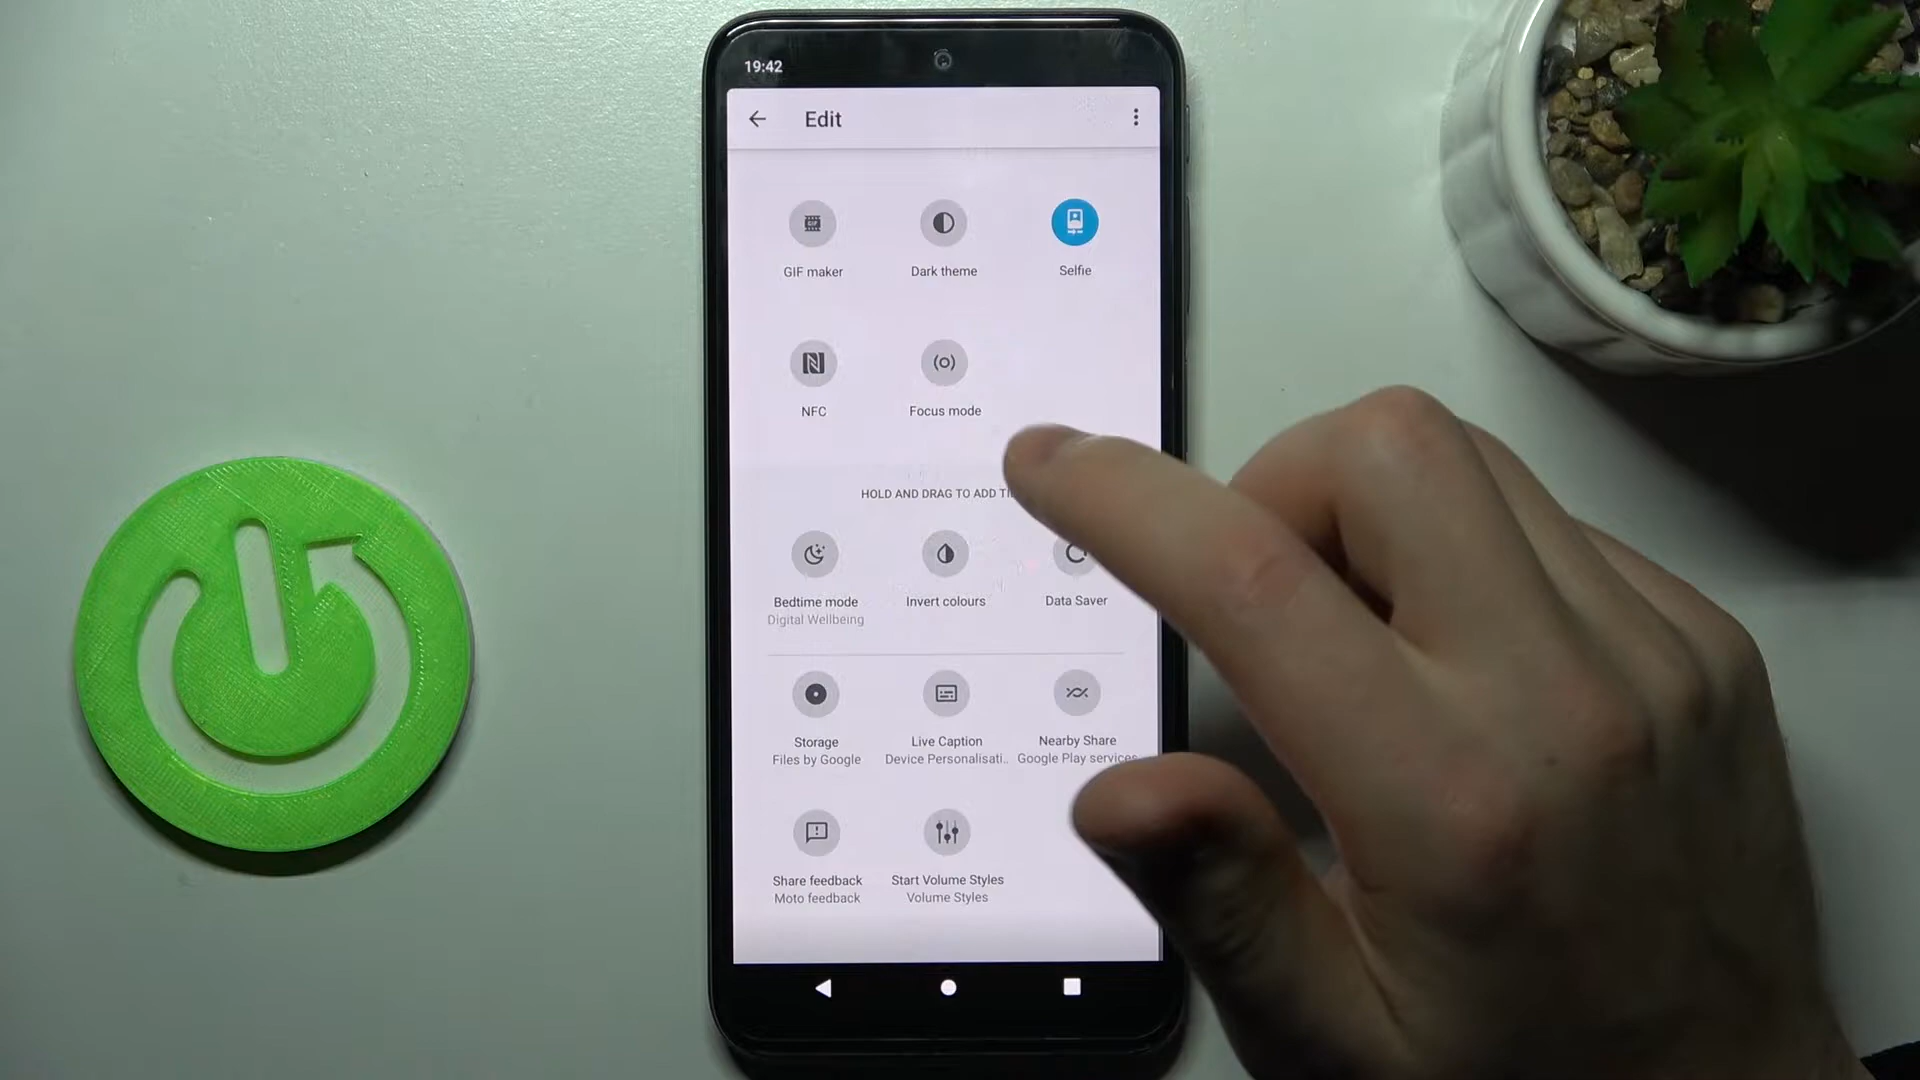 19:42
Edit
GIF
GIF maker
Dark theme
Selfie
NFC
Focus mode
HOLD AND DRAG TO ADD
Bedtime mode
Digital Wellbeing
Invert colours
Data Saver
Storage
Files by Google
Live Caption
Device Personalisati..
Nearby Share
Google Play services
Share feedback
Moto feedback
Start Volume Styles
Volume Styles